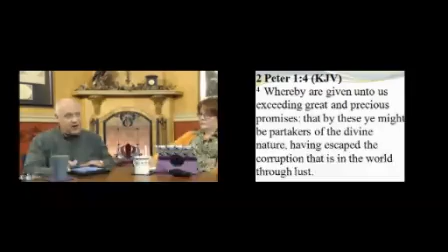 2 Peter 1:4 (KJV)
4 Whereby are given unto us
exceeding great and precious
promises: that by these ye might
be partakers of the divine
nature, having escaped the
corruption that is in the world
through lust.